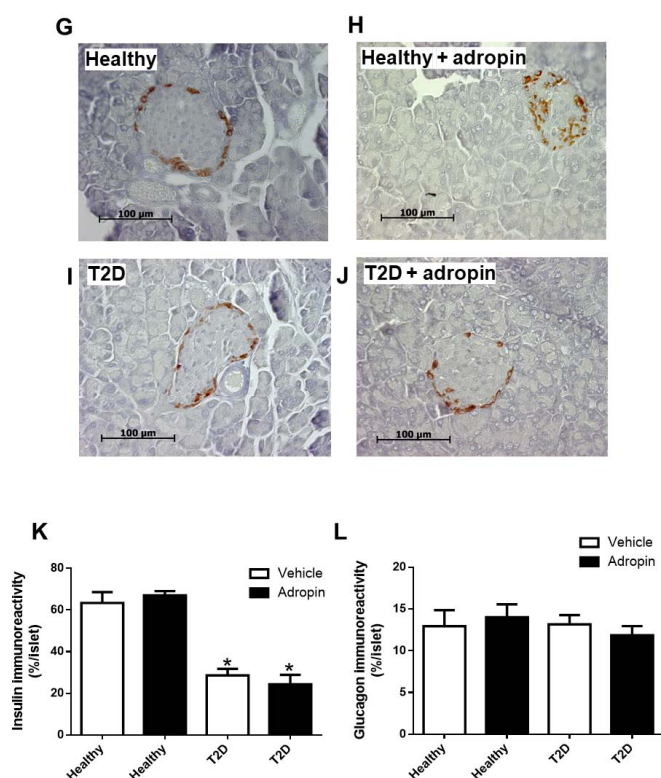 G
Healthy
100 µm
H
Healthy + adropin
100 µm
I
T2D
100 µm
J
T2D + adropin
100 µm
K
Insulin immunoreactivity
(%/islet)
80
60
40
20
0
Vehicle
Adropin
*
*
Healthy
Healthy
T2D
T2D
L
Glucagon immunoreactivity
(%/islet)
20
15
10
5
0
Vehicle
Adropin
Healthy
Healthy
T2D
T2D